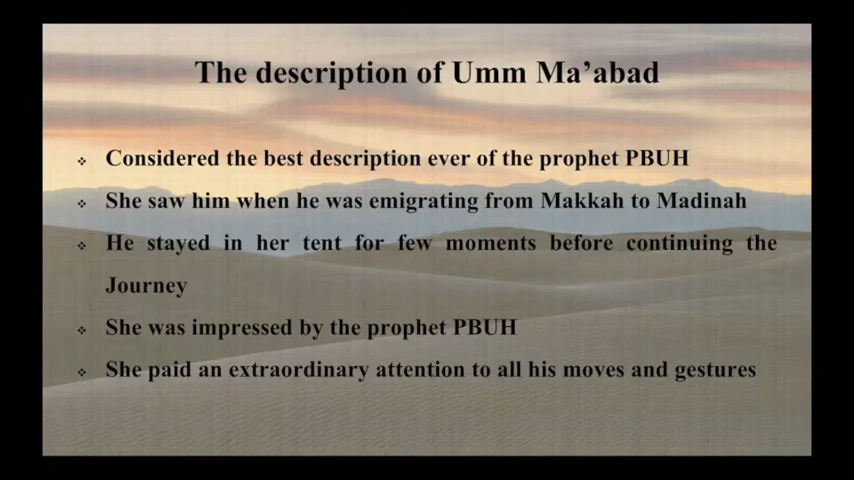 The description of Umm Ma’abad
❖ Considered the best description ever of the prophet PBUH
❖ She saw him when he was emigrating from Makkah to Madinah
❖ He stayed in her tent for few moments before continuing the
Journey
❖ She was impressed by the prophet PBUH
❖ She paid an extraordinary attention to all his moves and gestures